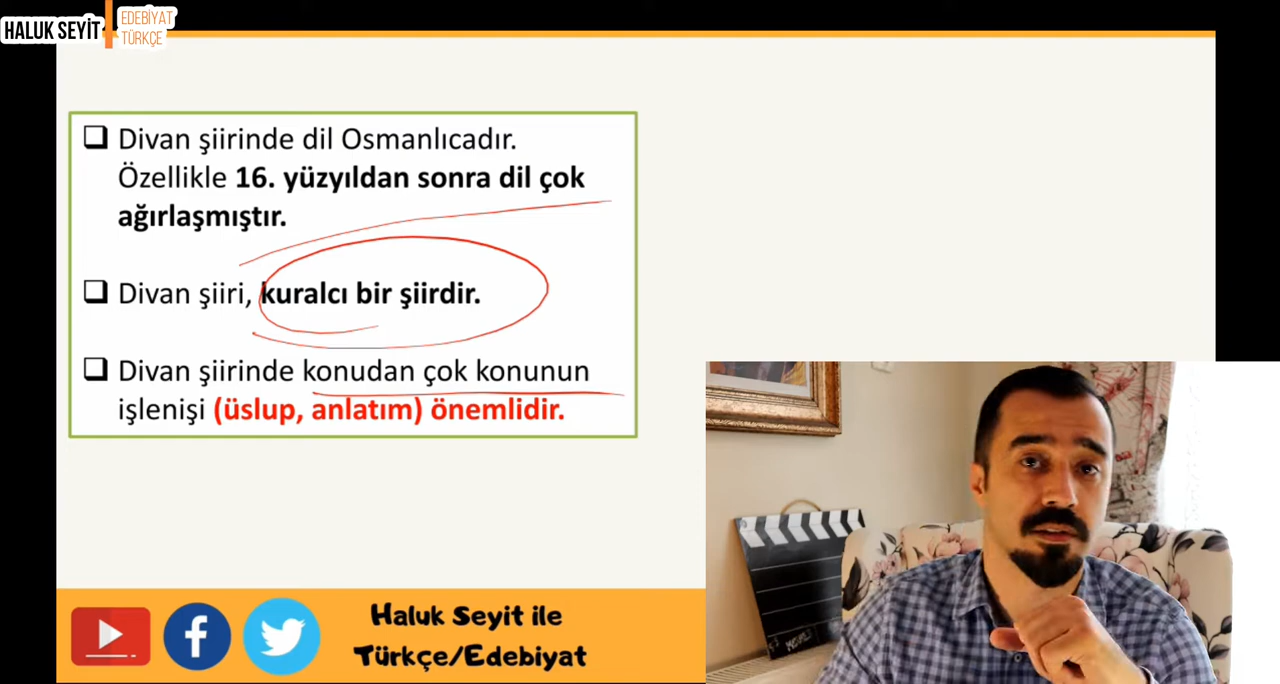 HALUK SEYİT
EDEBİYAT
TÜRKÇE
Divan şiirinde dil Osmanlıcadır.
Özellikle 16. yüzyıldan sonra dil çok
ağırlaşmıştır.
Divan şiiri, kuralcı bir şiirdir.
Divan şiirinde konudan çok konunun
işlenişi (üslup, anlatım) önemlidir.
Haluk Seyit ile
Türkçe/Edebiyat